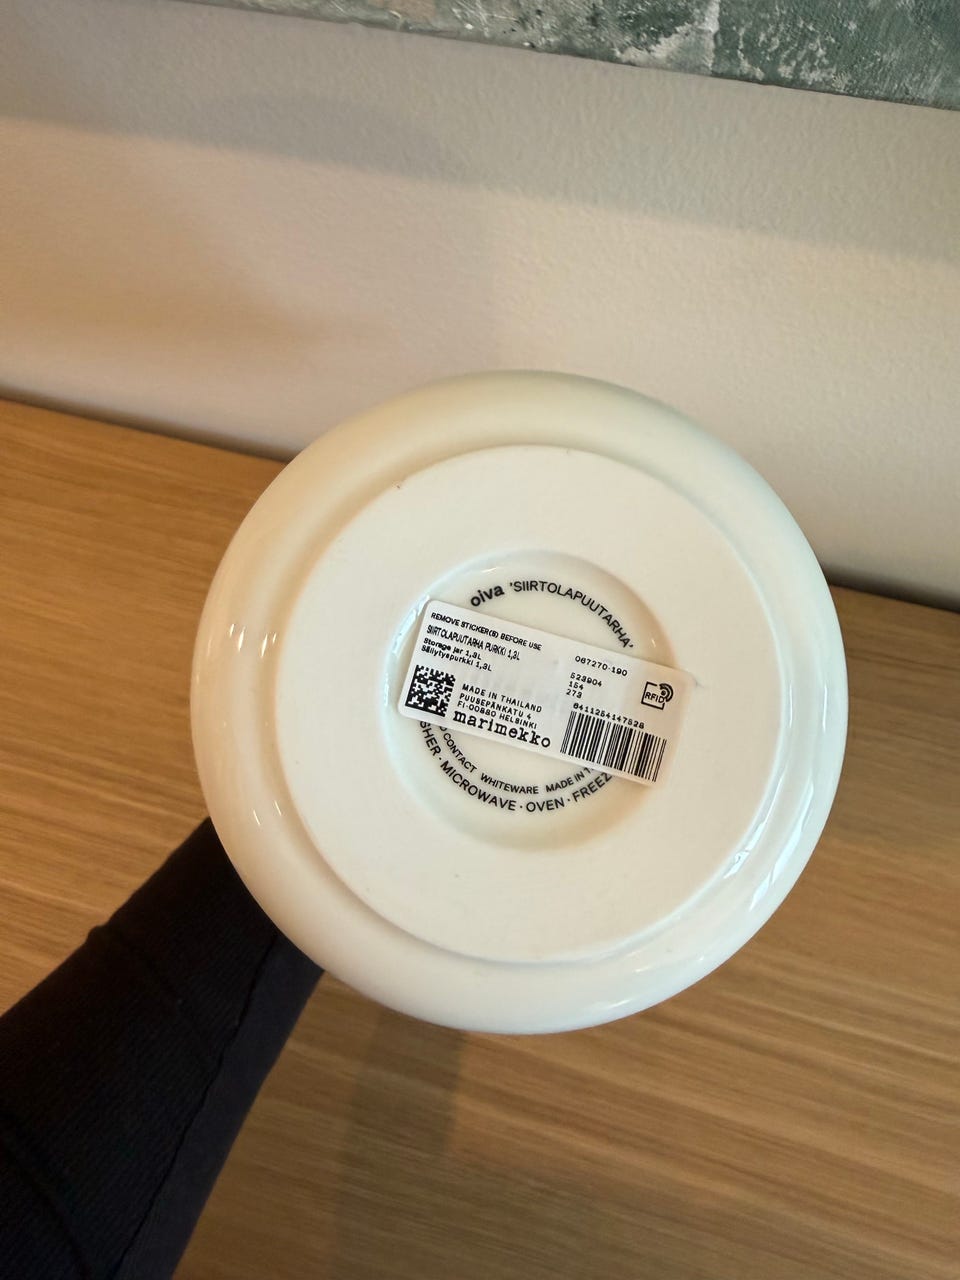 oiva 'SIIRTOLAPUUTARHA'
REMOVE STICKER(S) BEFORE USE
SIIRTOLAPUUTARHA PURKKI 1,3L
Storage jar 1,3L
Säilytyspurkki 1,3L
067270-190
523904
154
273
RFID
MADE IN THAILAND
PUUSEPÄNKATU 4
FI-00880 HELSINKI
marimekko
6411254147528
CONTACT WHITEWARE MADE IN
MICROWAVE · OVEN ·